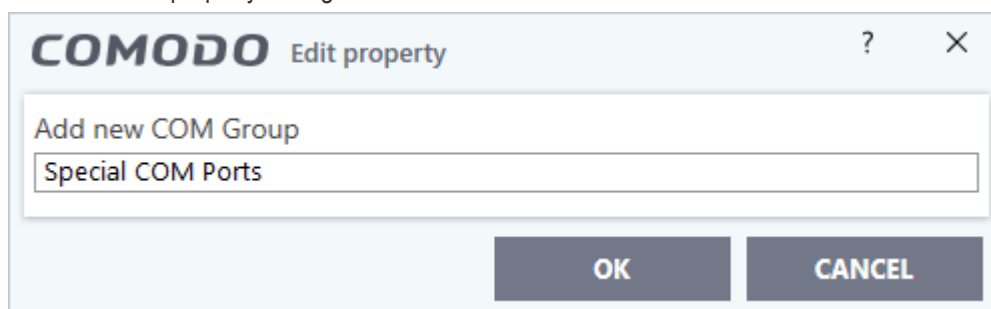 COMODO Edit property ? ×
Add new COM Group
Special COM Ports
OK CANCEL